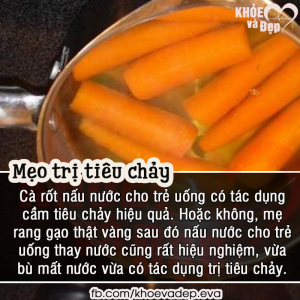 KHỎE
và Đẹp
Mẹo trị tiêu chảy
Cà rốt nấu nước cho trẻ uống có tác dụng
cầm tiêu chảy hiệu quả. Hoặc không, mẹ
rang gạo thật vàng sau đó nấu nước cho trẻ
uống thay nước cũng rất hiệu nghiệm, vừa
bù mất nước vừa có tác dụng trị tiêu chảy.
fb.com/khoevadep.eva